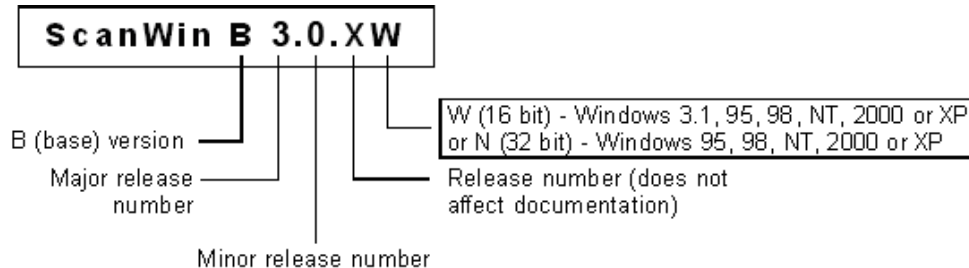 ScanWin B 3.0.XW
W (16 bit) - Windows 3.1, 95, 98, NT, 2000 or XP
or N (32 bit) - Windows 95, 98, NT, 2000 or XP
B (base) version
Major release
number
Release number (does not
affect documentation)
Minor release number